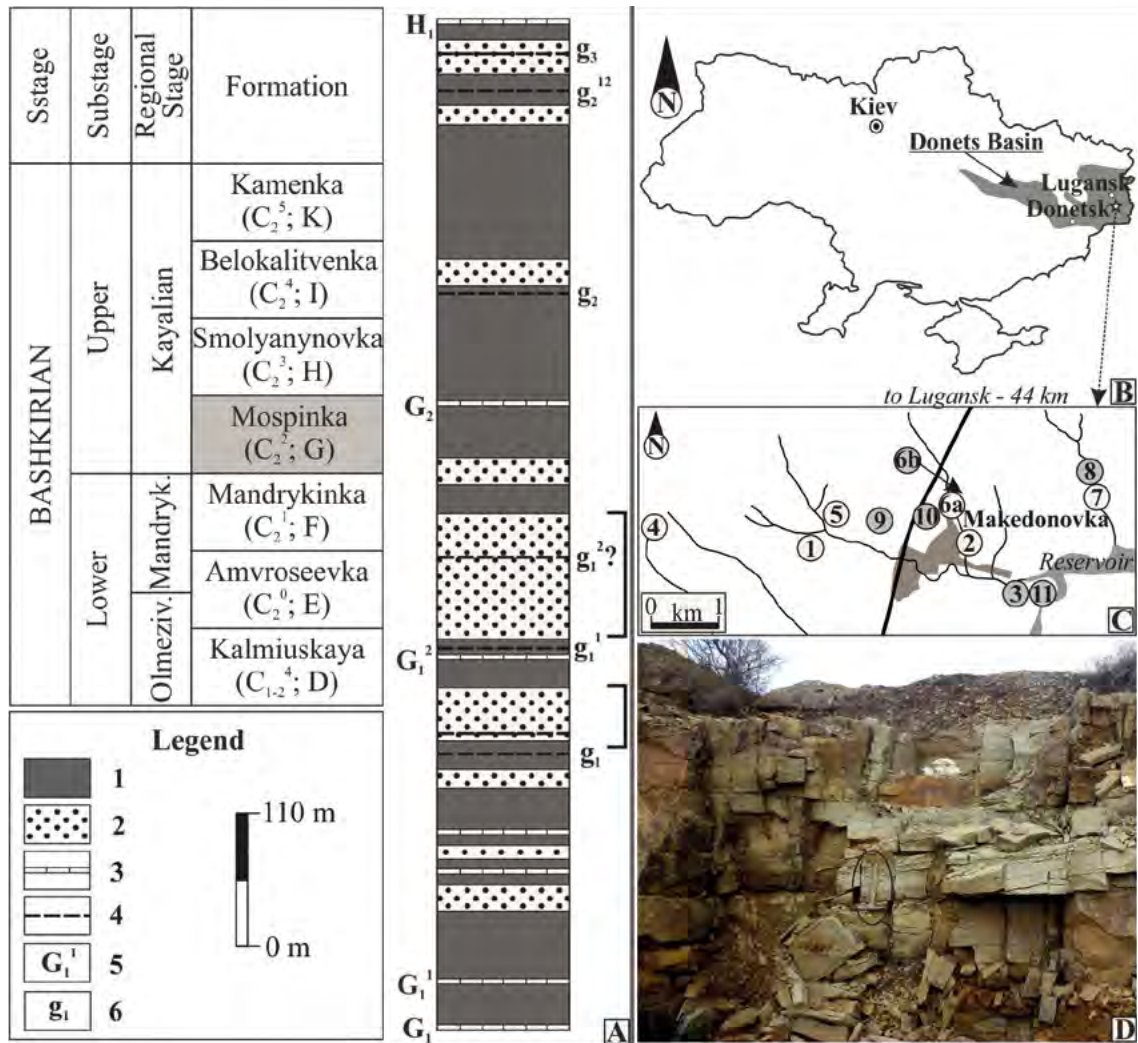 Sstage
Substage
Regional
Stage
Formation
BASHKIRIAN
Upper
Lower
Kayalian
Mandryk.
Olmeziv.
Kamenka
(C₂⁵; K)
Belokalitvenka
(C₂⁴; I)
Smolyanynovka
(C₂³; H)
Mospinka
(C₂²; G)
Mandrykinka
(C₂¹; F)
Amvroseevka
(C₂⁰; E)
Kalmiuskaya
(C₁₋₂⁴; D)
Legend
1
2
3
4
G₁¹ 5
g₁ 6
110 m
0 m
H₁
g₃
g₂¹²
g₂
G₂
g₁²?
g₁¹
G₁²
g₁
G₁¹
G₁
A
N
Kiev
Donets Basin
Lugansk
Donetsk
B
to Lugansk - 44 km
N
6b
8
7
4
5
9
10
6a
Makedonovka
1
2
Reservoir
3
11
0 km 1
C
D